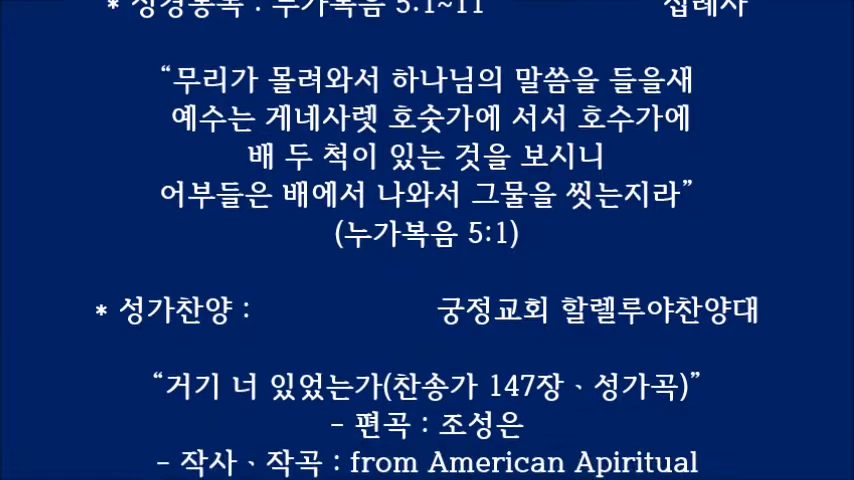 * 성경봉독 : 누가복음 5:1~11 집례자
“무리가 몰려와서 하나님의 말씀을 들을새
예수는 게네사렛 호숫가에 서서 호수가에
배 두 척이 있는 것을 보시니
어부들은 배에서 나와서 그물을 씻는지라”
(누가복음 5:1)
* 성가찬양 : 궁정교회 할렐루야찬양대
“거기 너 있었는가(찬송가 147장、성가곡)”
- 편곡 : 조성은
- 작사、작곡 : from American Apiritual